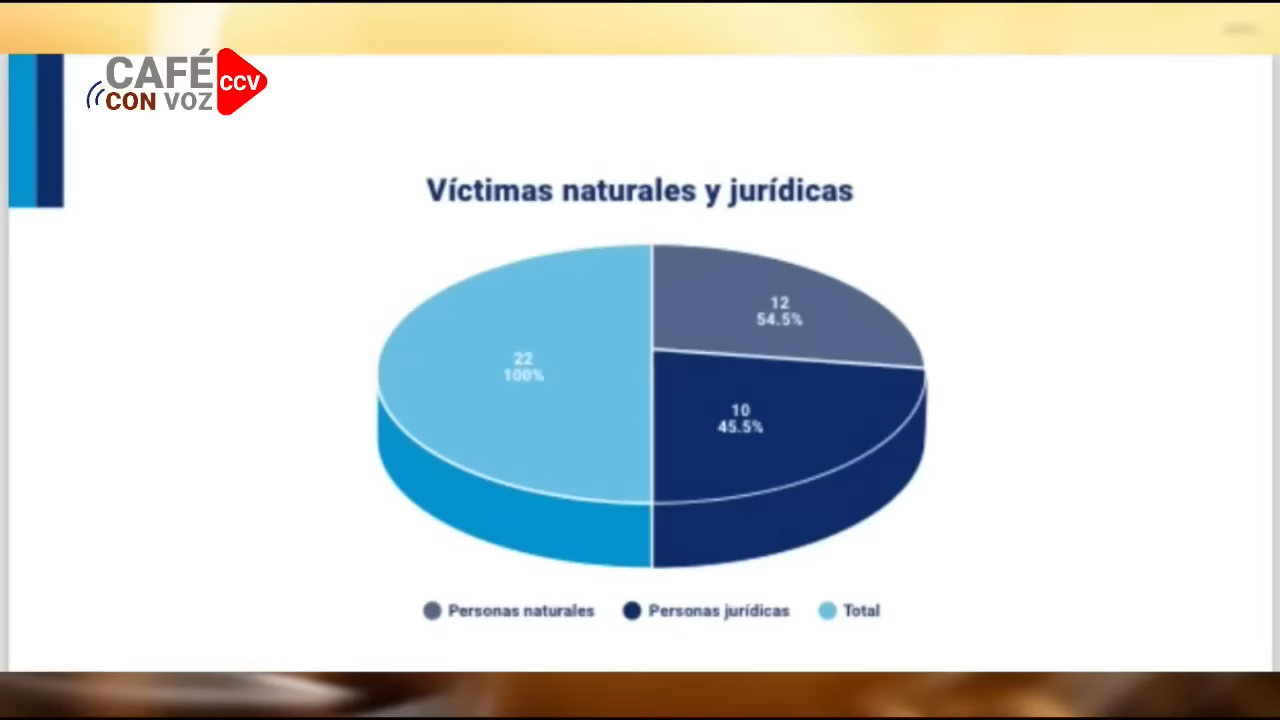 CAFÉ
CON VOZ
CCV
Víctimas naturales y jurídicas
12
54.5%
22
100%
10
45.5%
Personas naturales
Personas jurídicas
Total